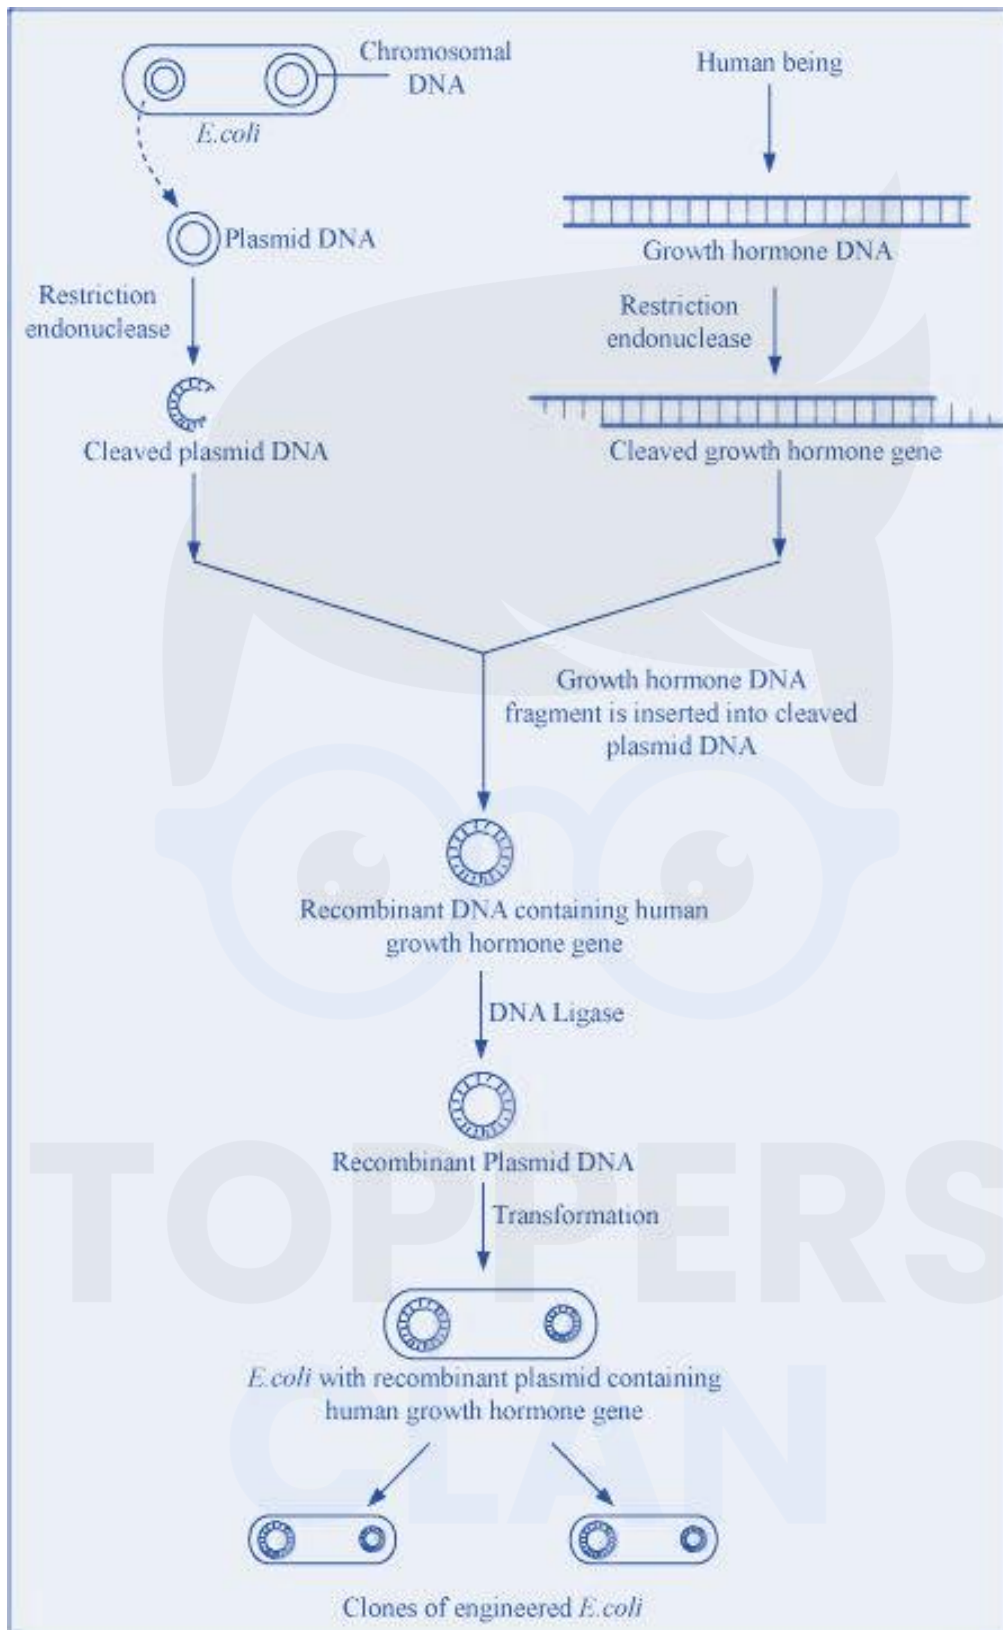 Chromosomal
DNA
E.coli
Human being
Plasmid DNA
Growth hormone DNA
Restriction
endonuclease
Restriction
endonuclease
Cleaved plasmid DNA
Cleaved growth hormone gene
Growth hormone DNA
fragment is inserted into cleaved
plasmid DNA
Recombinant DNA containing human
growth hormone gene
DNA Ligase
Recombinant Plasmid DNA
Transformation
E.coli with recombinant plasmid containing
human growth hormone gene
Clones of engineered E.coli
TOPPERS
CLAN